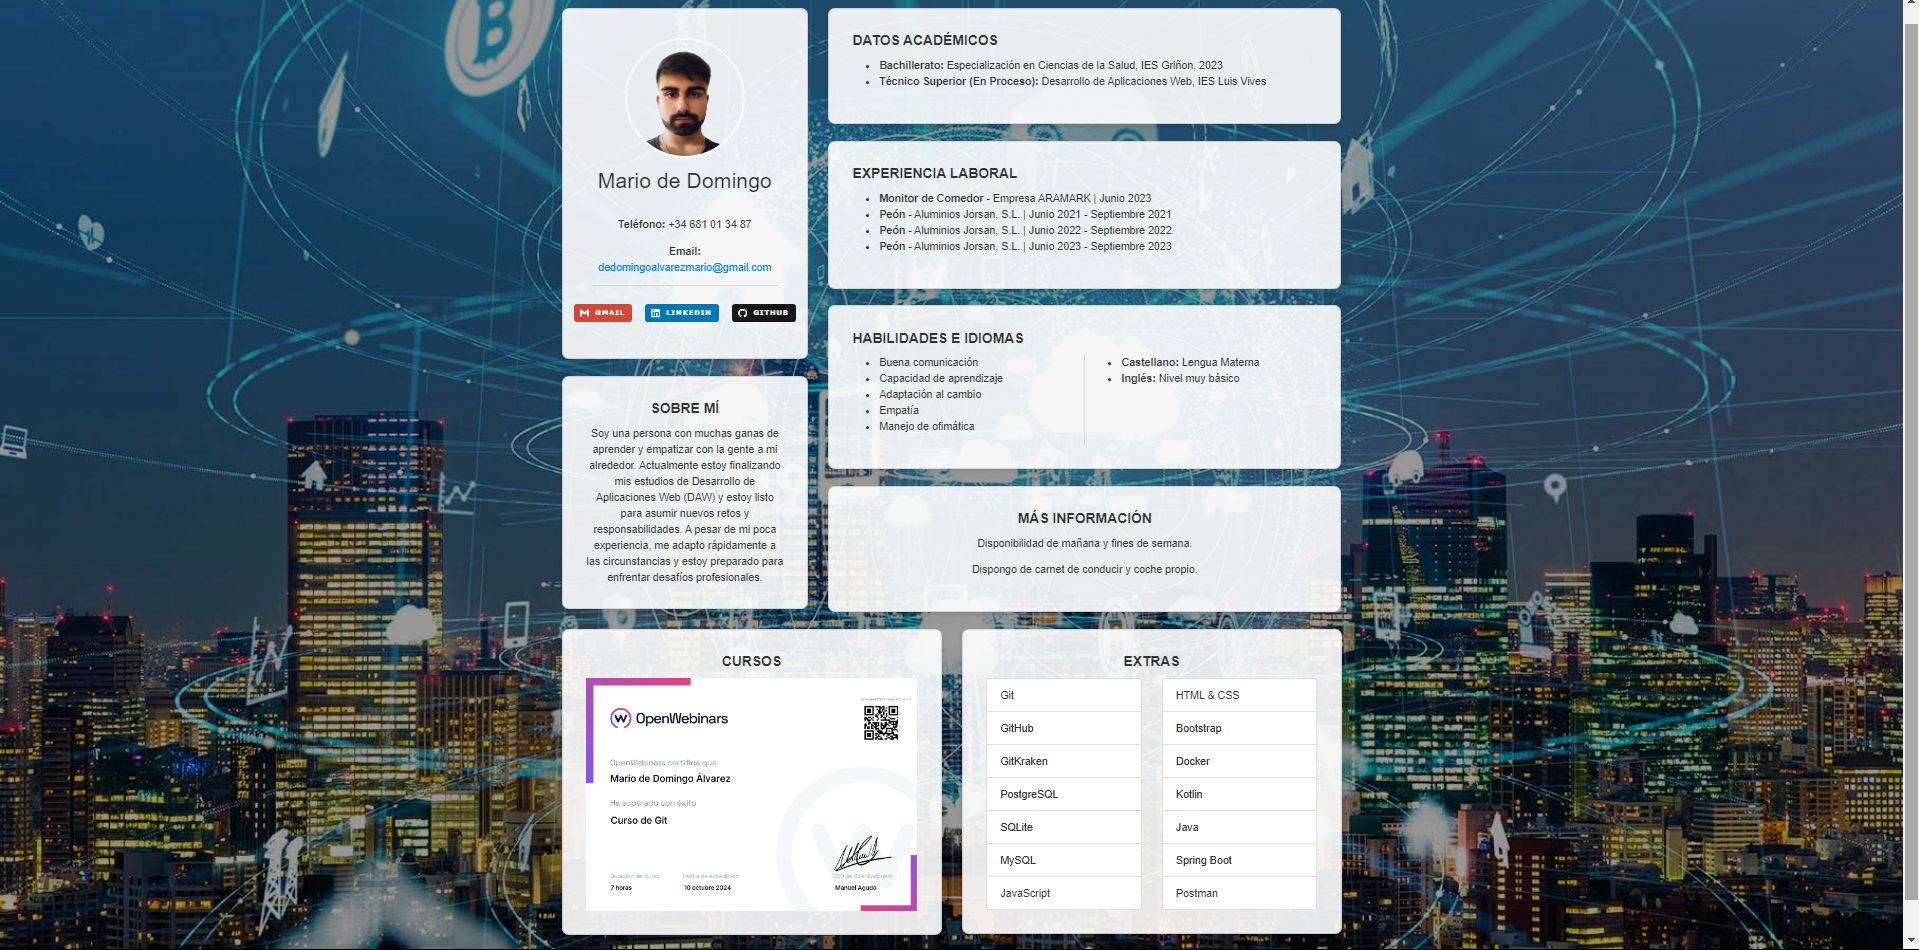 Mario de Domingo
Teléfono: +34 681 01 34 87
Email:
dedomingoalvarezmario@gmail.com
GMAIL
LINKEDIN
GITHUB
SOBRE MÍ
Soy una persona con muchas ganas de
aprender y empatizar con la gente a mi
alrededor. Actualmente estoy finalizando
mis estudios de Desarrollo de
Aplicaciones Web (DAW) y estoy listo
para asumir nuevos retos y
responsabilidades. A pesar de mi poca
experiencia, me adapto rápidamente a
las circunstancias y estoy preparado para
enfrentar desafíos profesionales.
DATOS ACADÉMICOS
Bachillerato: Especialización en Ciencias de la Salud, IES Griñon, 2023
Técnico Superior (En Proceso): Desarrollo de Aplicaciones Web, IES Luis Vives
EXPERIENCIA LABORAL
Monitor de Comedor - Empresa ARAMARK | Junio 2023
Peón - Aluminios Jorsan, S.L. | Junio 2021 - Septiembre 2021
Peón - Aluminios Jorsan, S.L. | Junio 2022 - Septiembre 2022
Peón - Aluminios Jorsan, S.L. | Junio 2023 - Septiembre 2023
HABILIDADES E IDIOMAS
Buena comunicación
Capacidad de aprendizaje
Adaptación al cambio
Empatía
Manejo de ofimática
Castellano: Lengua Materna
Inglés: Nivel muy básico
MÁS INFORMACIÓN
Disponibilidad de mañana y fines de semana.
Dispongo de carnet de conducir y coche propio.
CURSOS
OpenWebinars
OpenWebinars certifica que
Mario de Domingo Álvarez
Ha superado con éxito
Curso de Git
Duración del curso
7 horas
Fecha de expedición
10 octubre 2024
CEO de OpenWebinars
Manuel Agudo
EXTRAS
Git
GitHub
GitKraken
PostgreSQL
SQLite
MySQL
JavaScript
HTML & CSS
Bootstrap
Docker
Kotlin
Java
Spring Boot
Postman